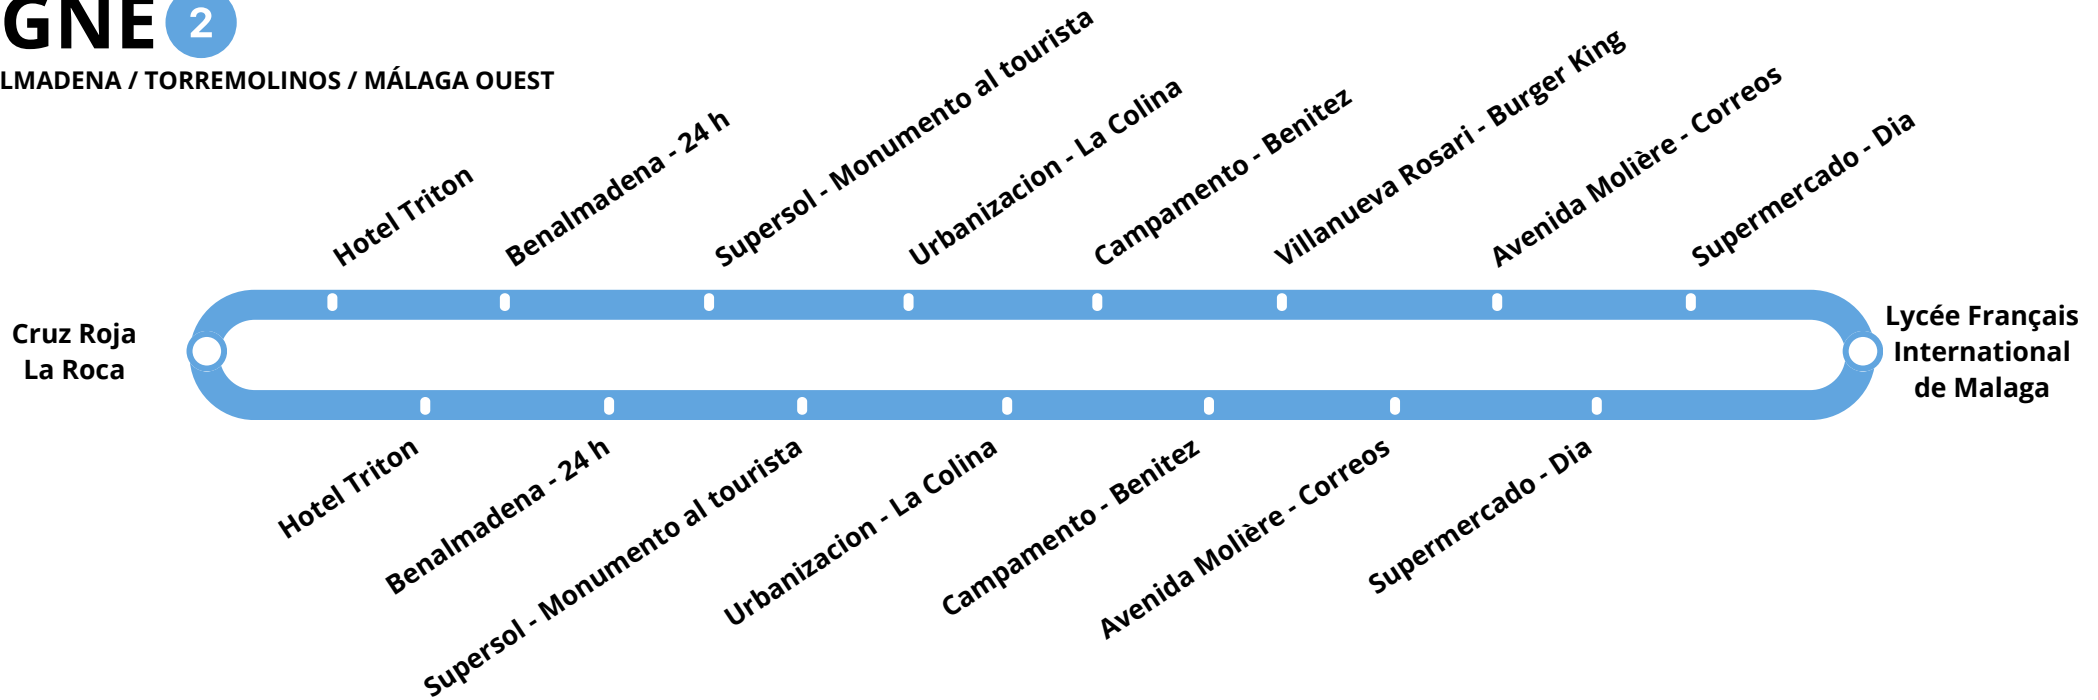 GNE 2
LMADENA / TORREMOLINOS / MÁLAGA OUEST
Hotel Triton
Benalmadena - 24 h
Supersol - Monumento al tourista
Urbanizacion - La Colina
Campamento - Benitez
Villanueva Rosari - Burger King
Avenida Molière - Correos
Supermercado - Dia
Cruz Roja
La Roca
Lycée Français
International
de Malaga
Hotel Triton
Benalmadena - 24 h
Supersol - Monumento al tourista
Urbanizacion - La Colina
Campamento - Benitez
Avenida Molière - Correos
Supermercado - Dia